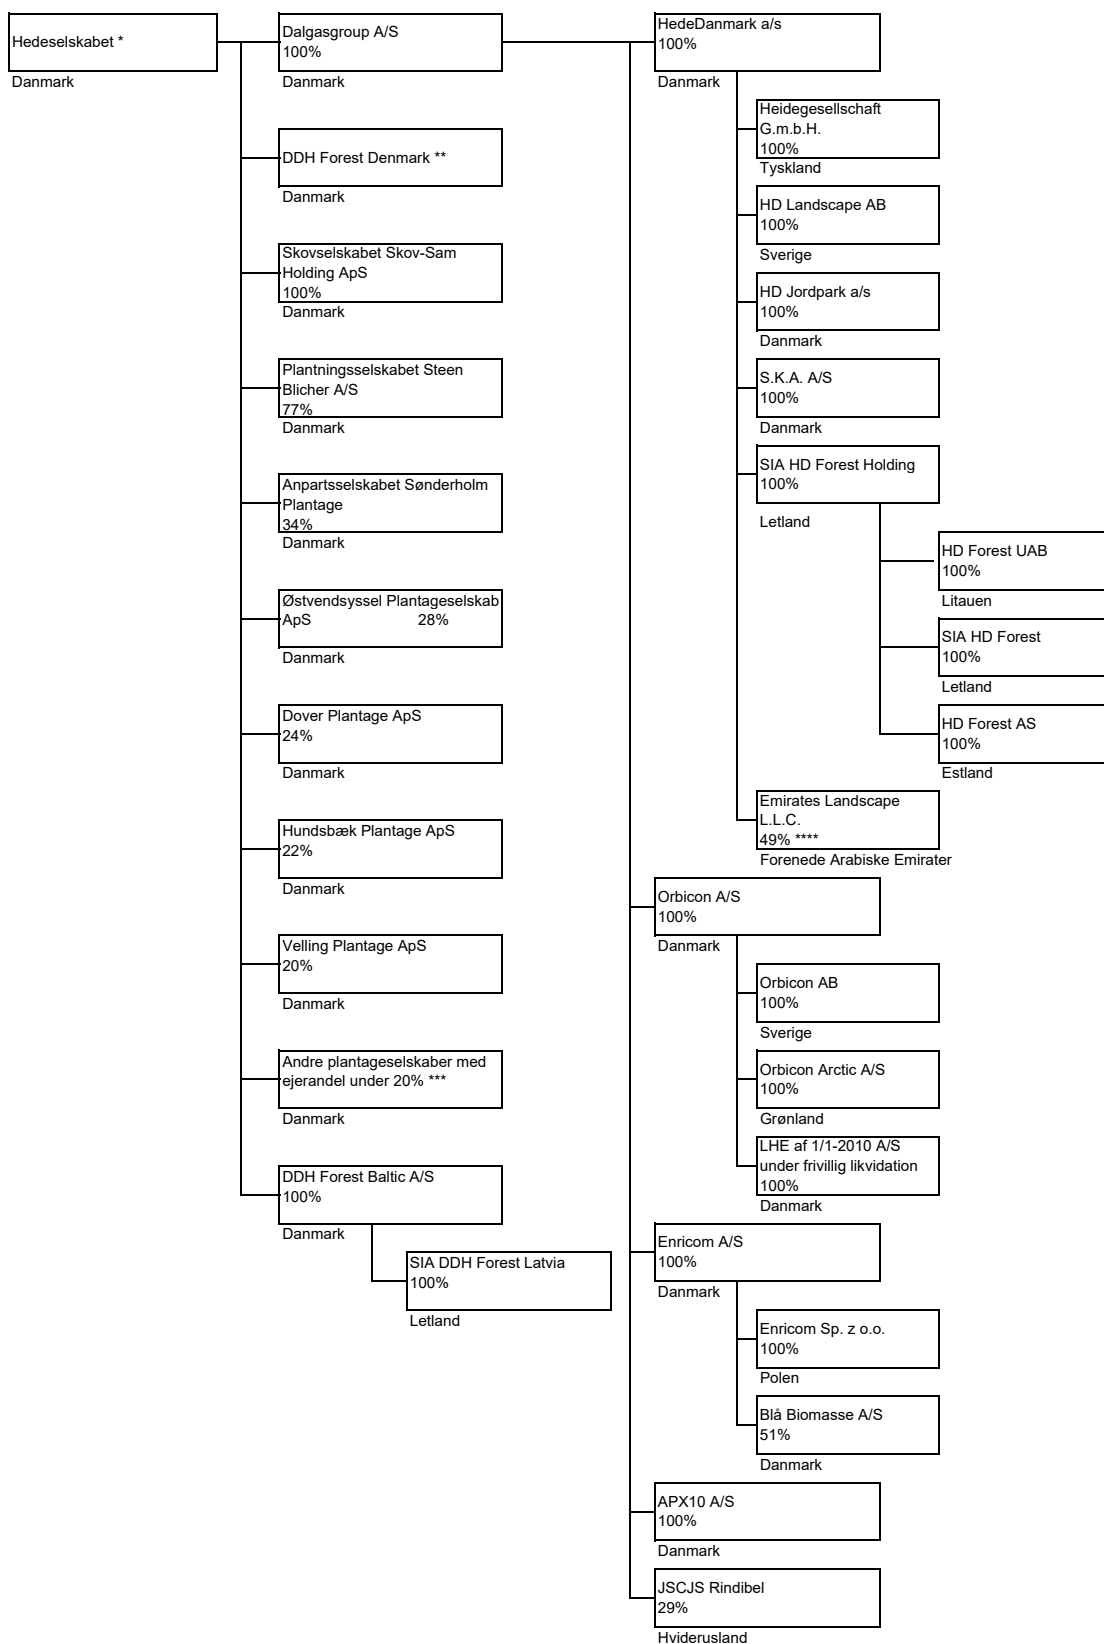 Hedeselskabet *
Danmark
Dalgasgroup A/S
100%
Danmark
DDH Forest Denmark **
Danmark
Skovselskabet Skov-Sam
Holding ApS
100%
Danmark
Plantningsselskabet Steen
Blicher A/S
77%
Danmark
Anpartsselskabet Sønderholm
Plantage
34%
Danmark
Østvendsyssel Plantageselskab
ApS 28%
Danmark
Dover Plantage ApS
24%
Danmark
Hundsbæk Plantage ApS
22%
Danmark
Velling Plantage ApS
20%
Danmark
Andre plantageselskaber med
ejerandel under 20% ***
Danmark
DDH Forest Baltic A/S
100%
Danmark
SIA DDH Forest Latvia
100%
Letland
HedeDanmark a/s
100%
Danmark
Heidegesellschaft
G.m.b.H.
100%
Tyskland
HD Landscape AB
100%
Sverige
HD Jordpark a/s
100%
Danmark
S.K.A. A/S
100%
Danmark
SIA HD Forest Holding
100%
Letland
HD Forest UAB
100%
Litauen
SIA HD Forest
100%
Letland
HD Forest AS
100%
Estland
Emirates Landscape
L.L.C.
49% ****
Forenede Arabiske Emirater
Orbicon A/S
100%
Danmark
Orbicon AB
100%
Sverige
Orbicon Arctic A/S
100%
Grønland
LHE af 1/1-2010 A/S
under frivillig likvidation
100%
Danmark
Enricom A/S
100%
Danmark
Enricom Sp. z o.o.
100%
Polen
Blå Biomasse A/S
51%
Danmark
APX10 A/S
100%
Danmark
JSCJS Rindibel
29%
Hviderusland